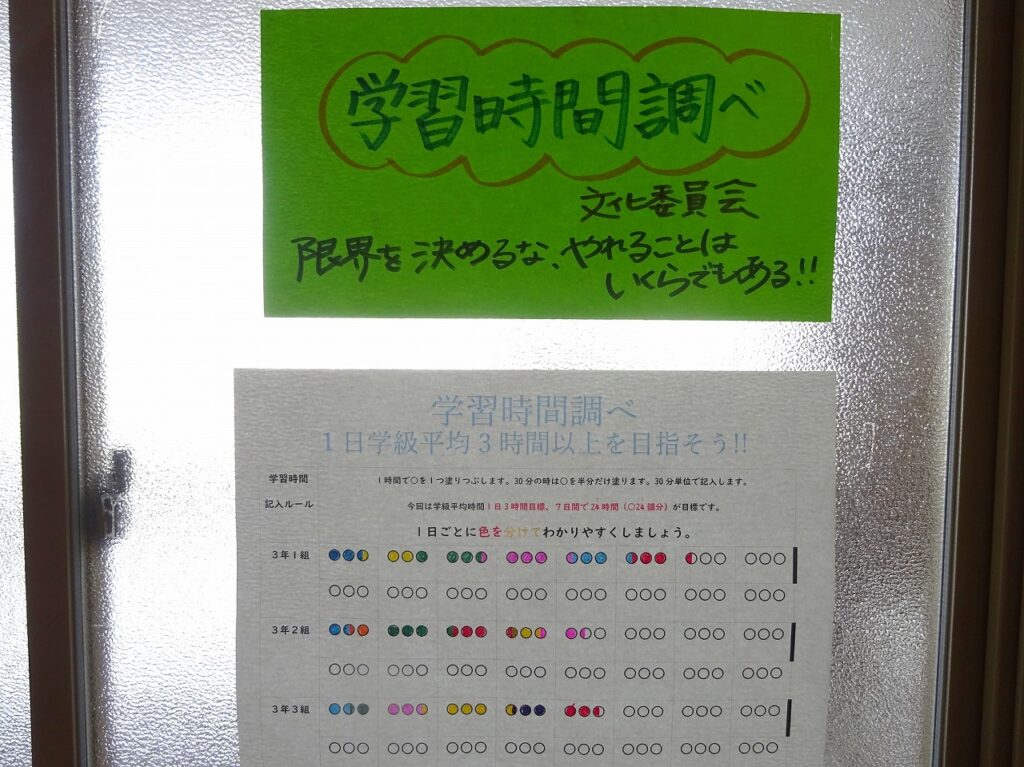 学習時間調べ
文化委員会
限界を決めるな、やれることは
いくらでもある!!
学習時間調べ
1日学級平均3時間以上を目指そう!!
学習時間 1時間で○を1つ塗りつぶします。30分の時は○を半分だけ塗ります。30分単位で記入します。
記入ルール 今回は学級平均時間1日3時間目標、7日間で24時間（○24個分）が目標です。
1日ごとに色を分けてわかりやすくしましょう。
3年1組
3年2組
3年3組